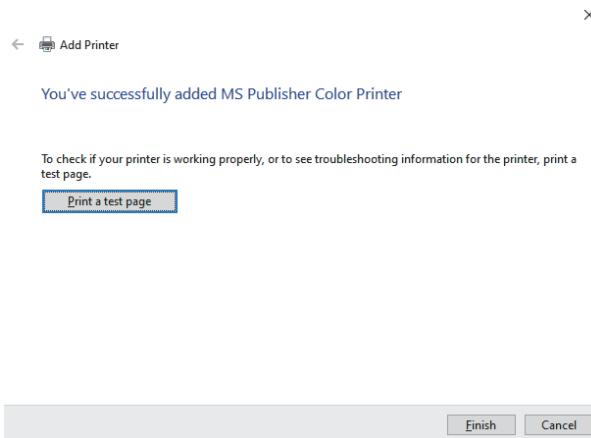 Add Printer
You've successfully added MS Publisher Color Printer
To check if your printer is working properly, or to see troubleshooting information for the printer, print a
test page.
Print a test page
Finish
Cancel